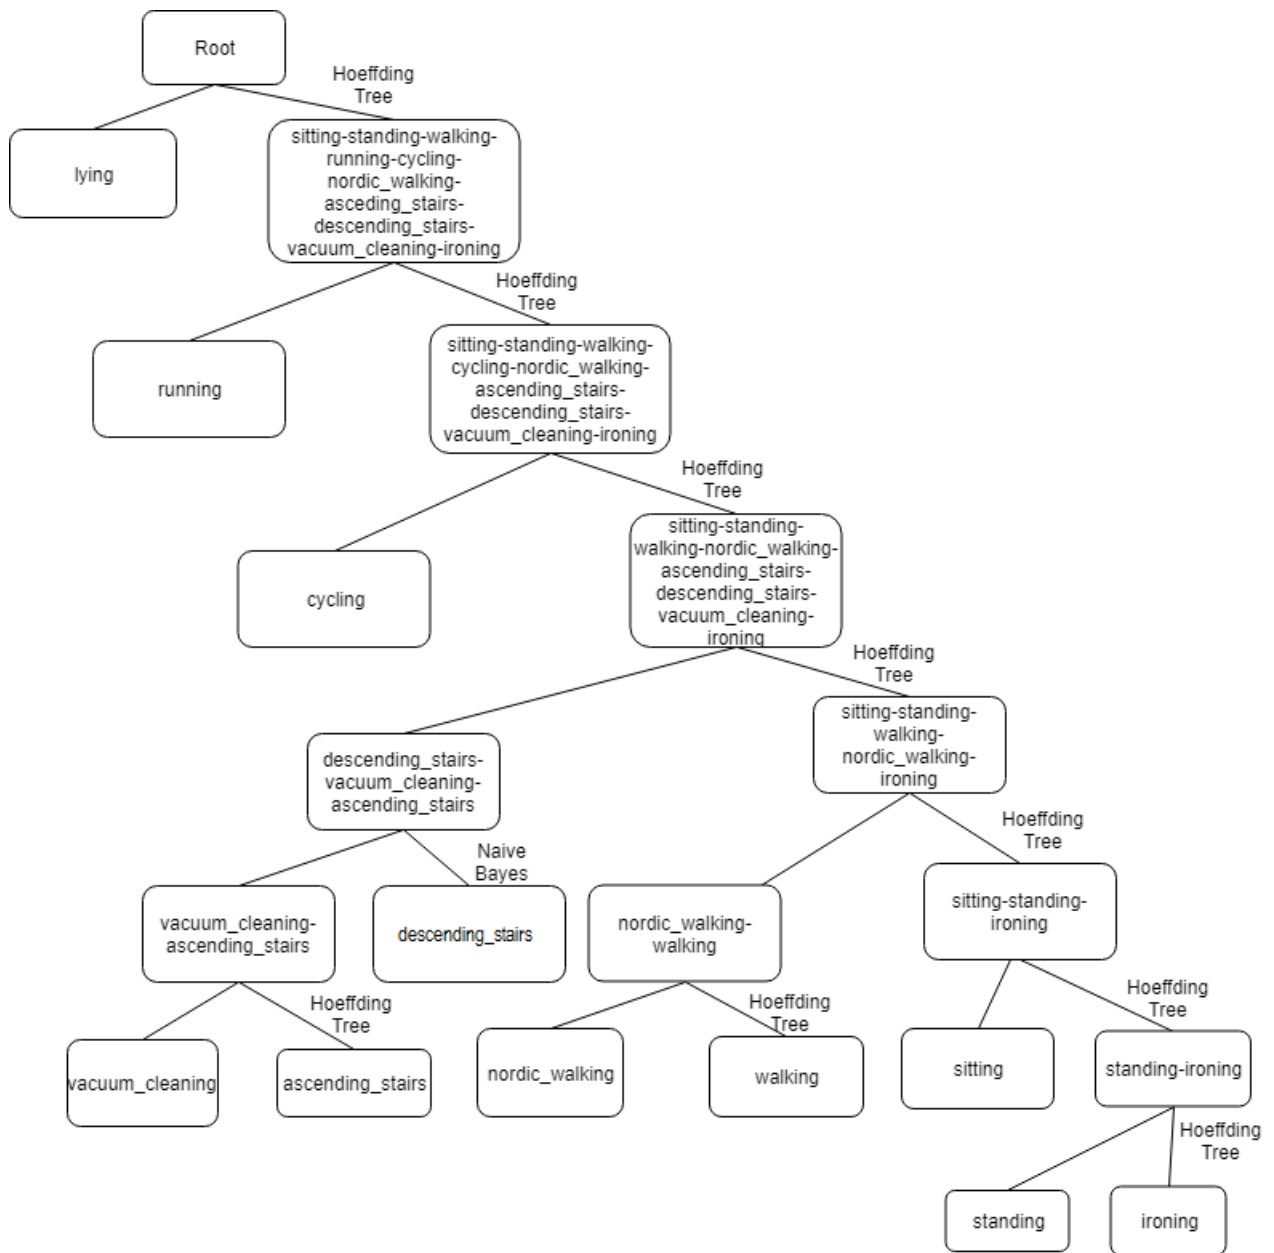 Root
Hoeffding
Tree
lying
sitting-standing-walking-
running-cycling-
nordic_walking-
asceding_stairs-
descending_stairs-
vacuum_cleaning-ironing
Hoeffding
Tree
running
sitting-standing-walking-
cycling-nordic_walking-
ascending_stairs-
descending_stairs-
vacuum_cleaning-ironing
Hoeffding
Tree
cycling
sitting-standing-
walking-nordic_walking-
ascending_stairs-
descending_stairs-
vacuum_cleaning-
ironing
Hoeffding
Tree
descending_stairs-
vacuum_cleaning-
ascending_stairs
sitting-standing-
walking-
nordic_walking-
ironing
Naive
Bayes
Hoeffding
Tree
vacuum_cleaning-
ascending_stairs
descending_stairs
nordic_walking-
walking
sitting-standing-
ironing
Hoeffding
Tree
Hoeffding
Tree
Hoeffding
Tree
vacuum_cleaning
ascending_stairs
nordic_walking
walking
sitting
standing-ironing
Hoeffding
Tree
standing
ironing